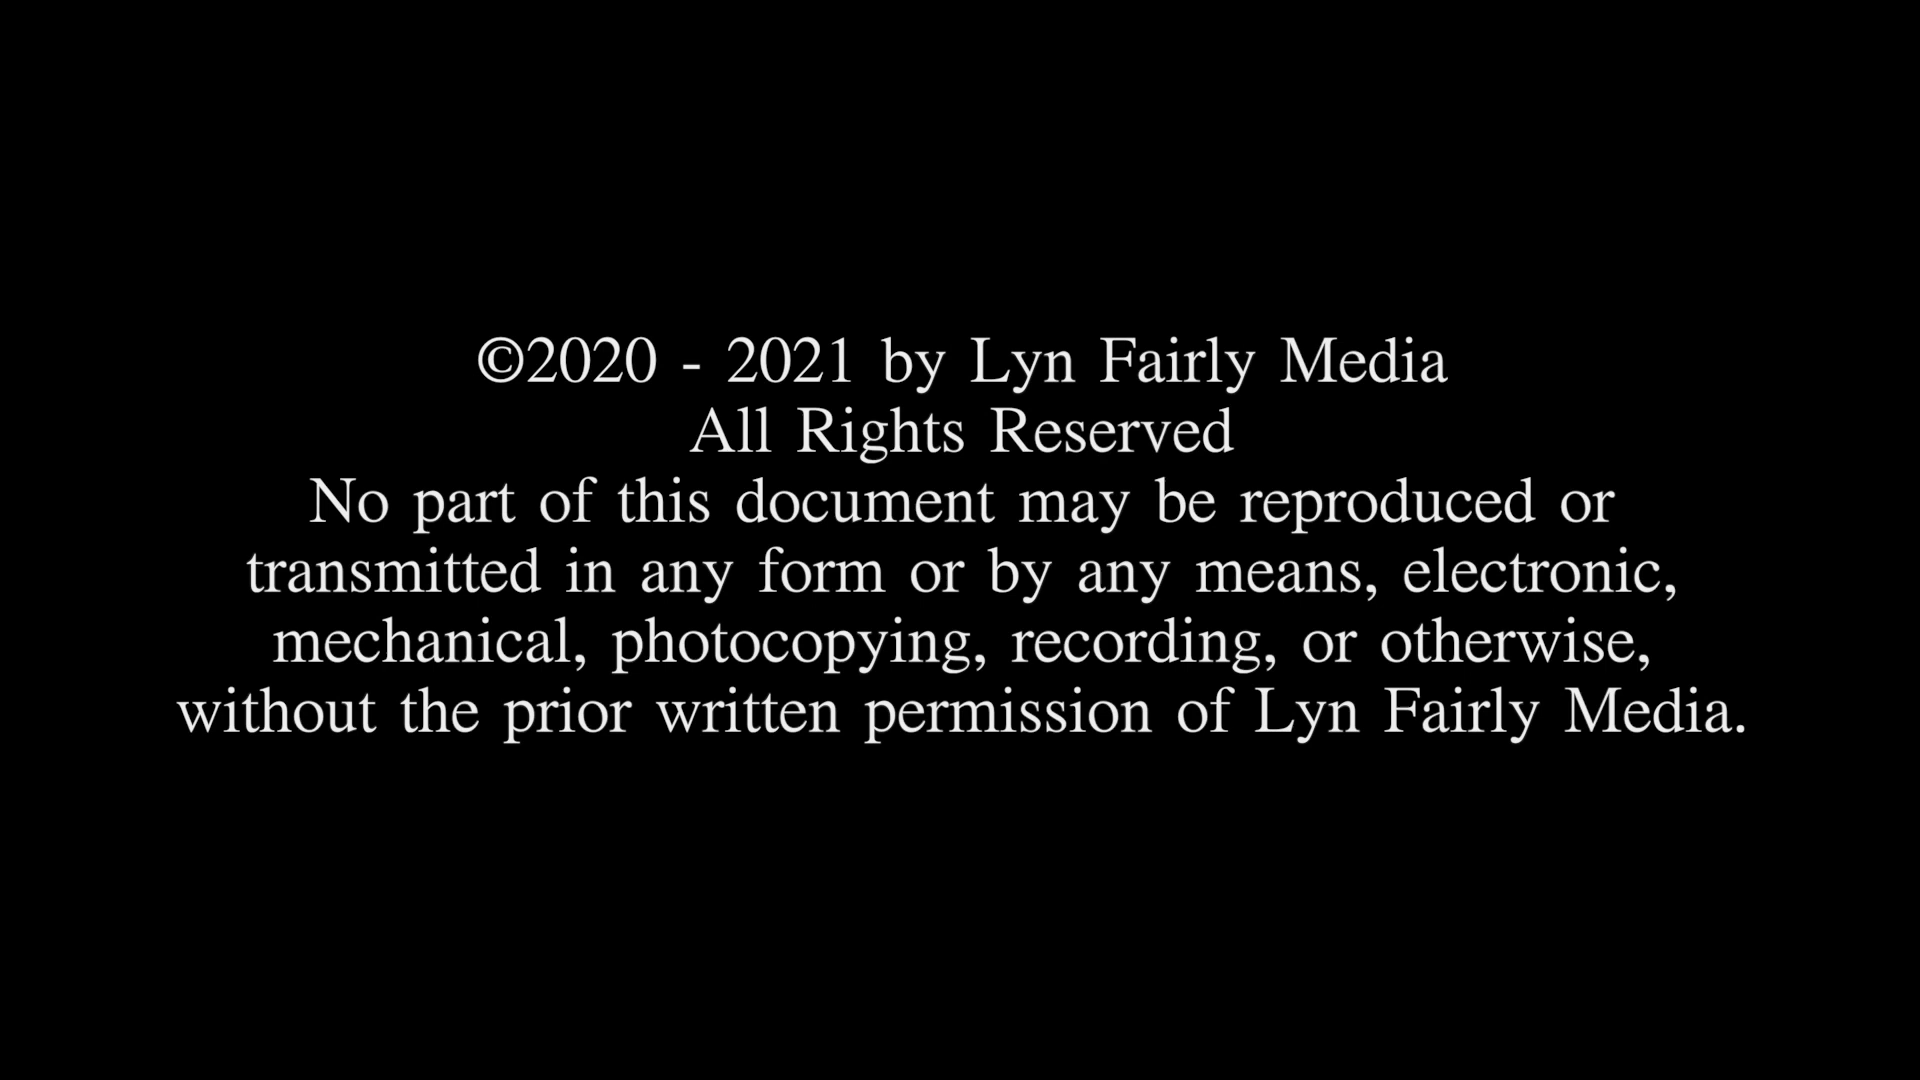 ©2020 - 2021 by Lyn Fairly Media
All Rights Reserved
No part of this document may be reproduced or
transmitted in any form or by any means, electronic,
mechanical, photocopying, recording, or otherwise,
without the prior written permission of Lyn Fairly Media.